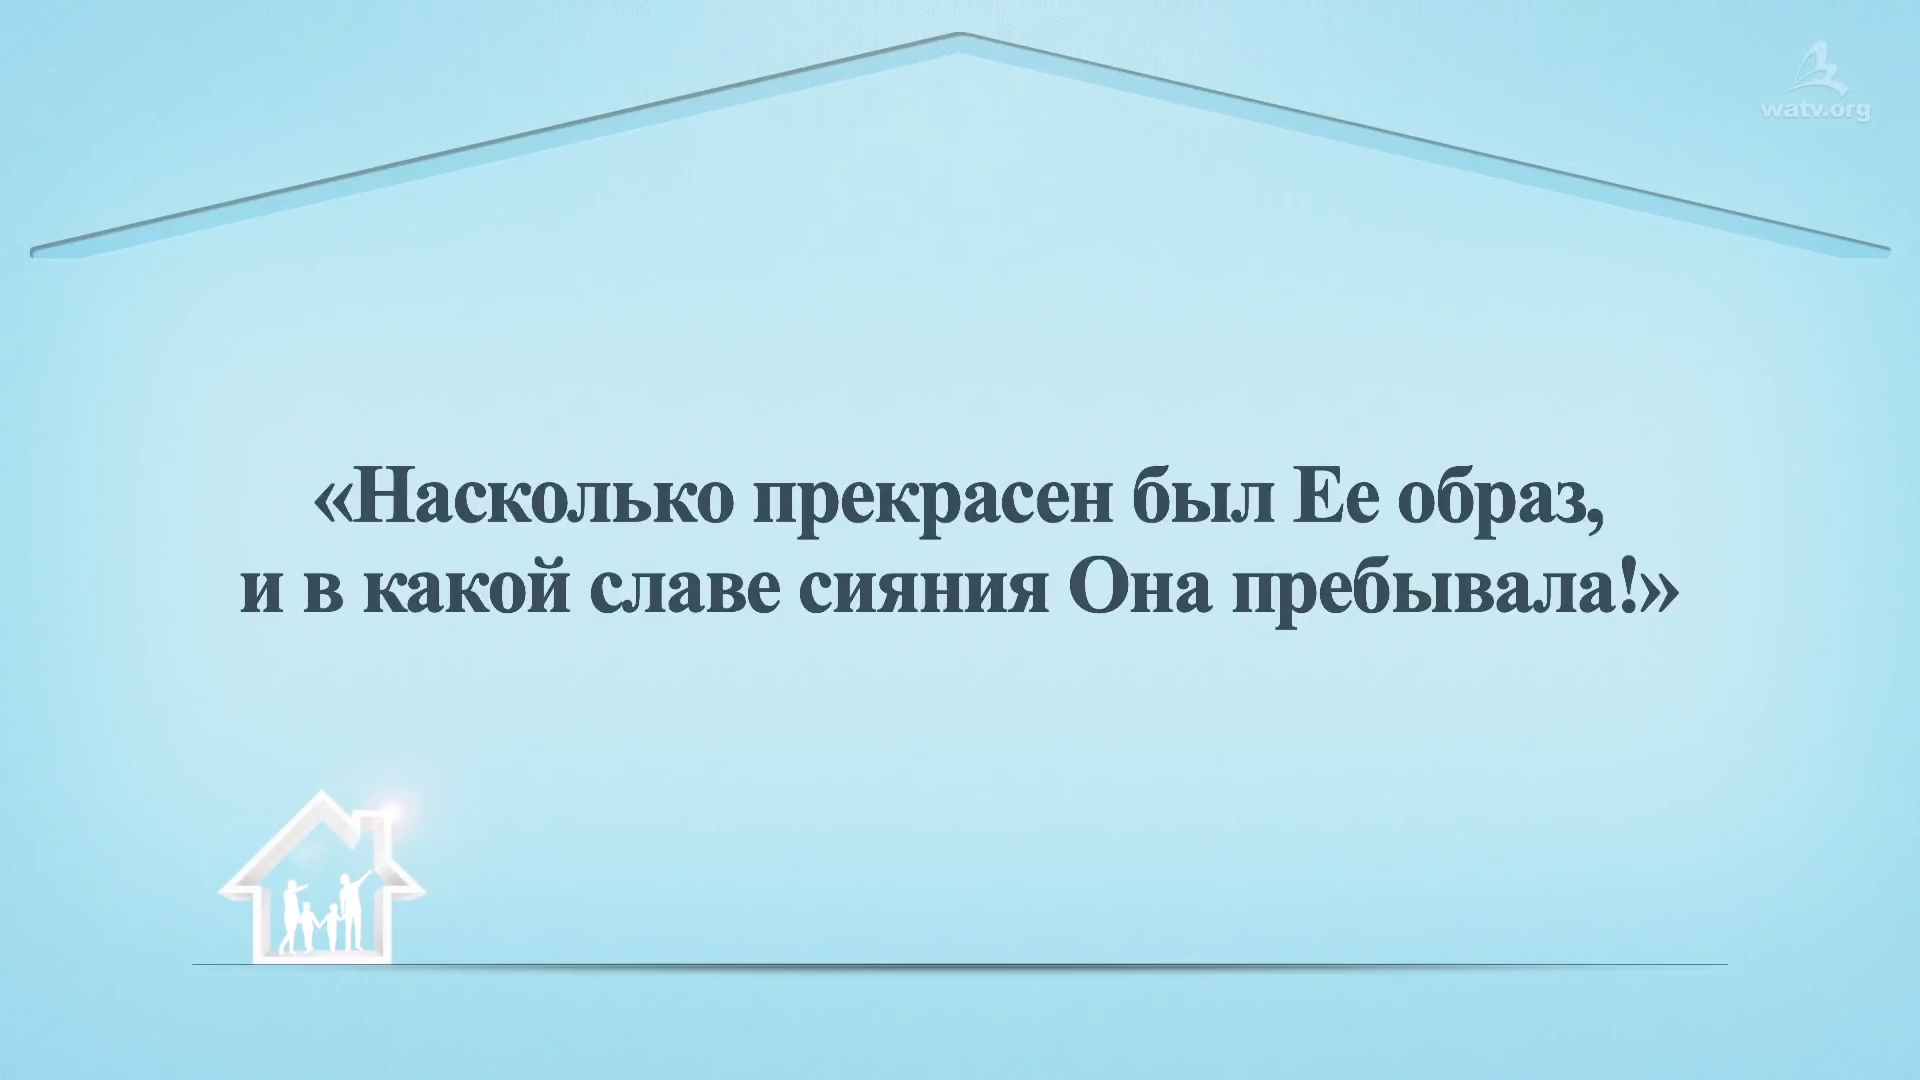 watv.org
«Насколько прекрасен был Ее образ,
и в какой славе сияния Она пребывала!»